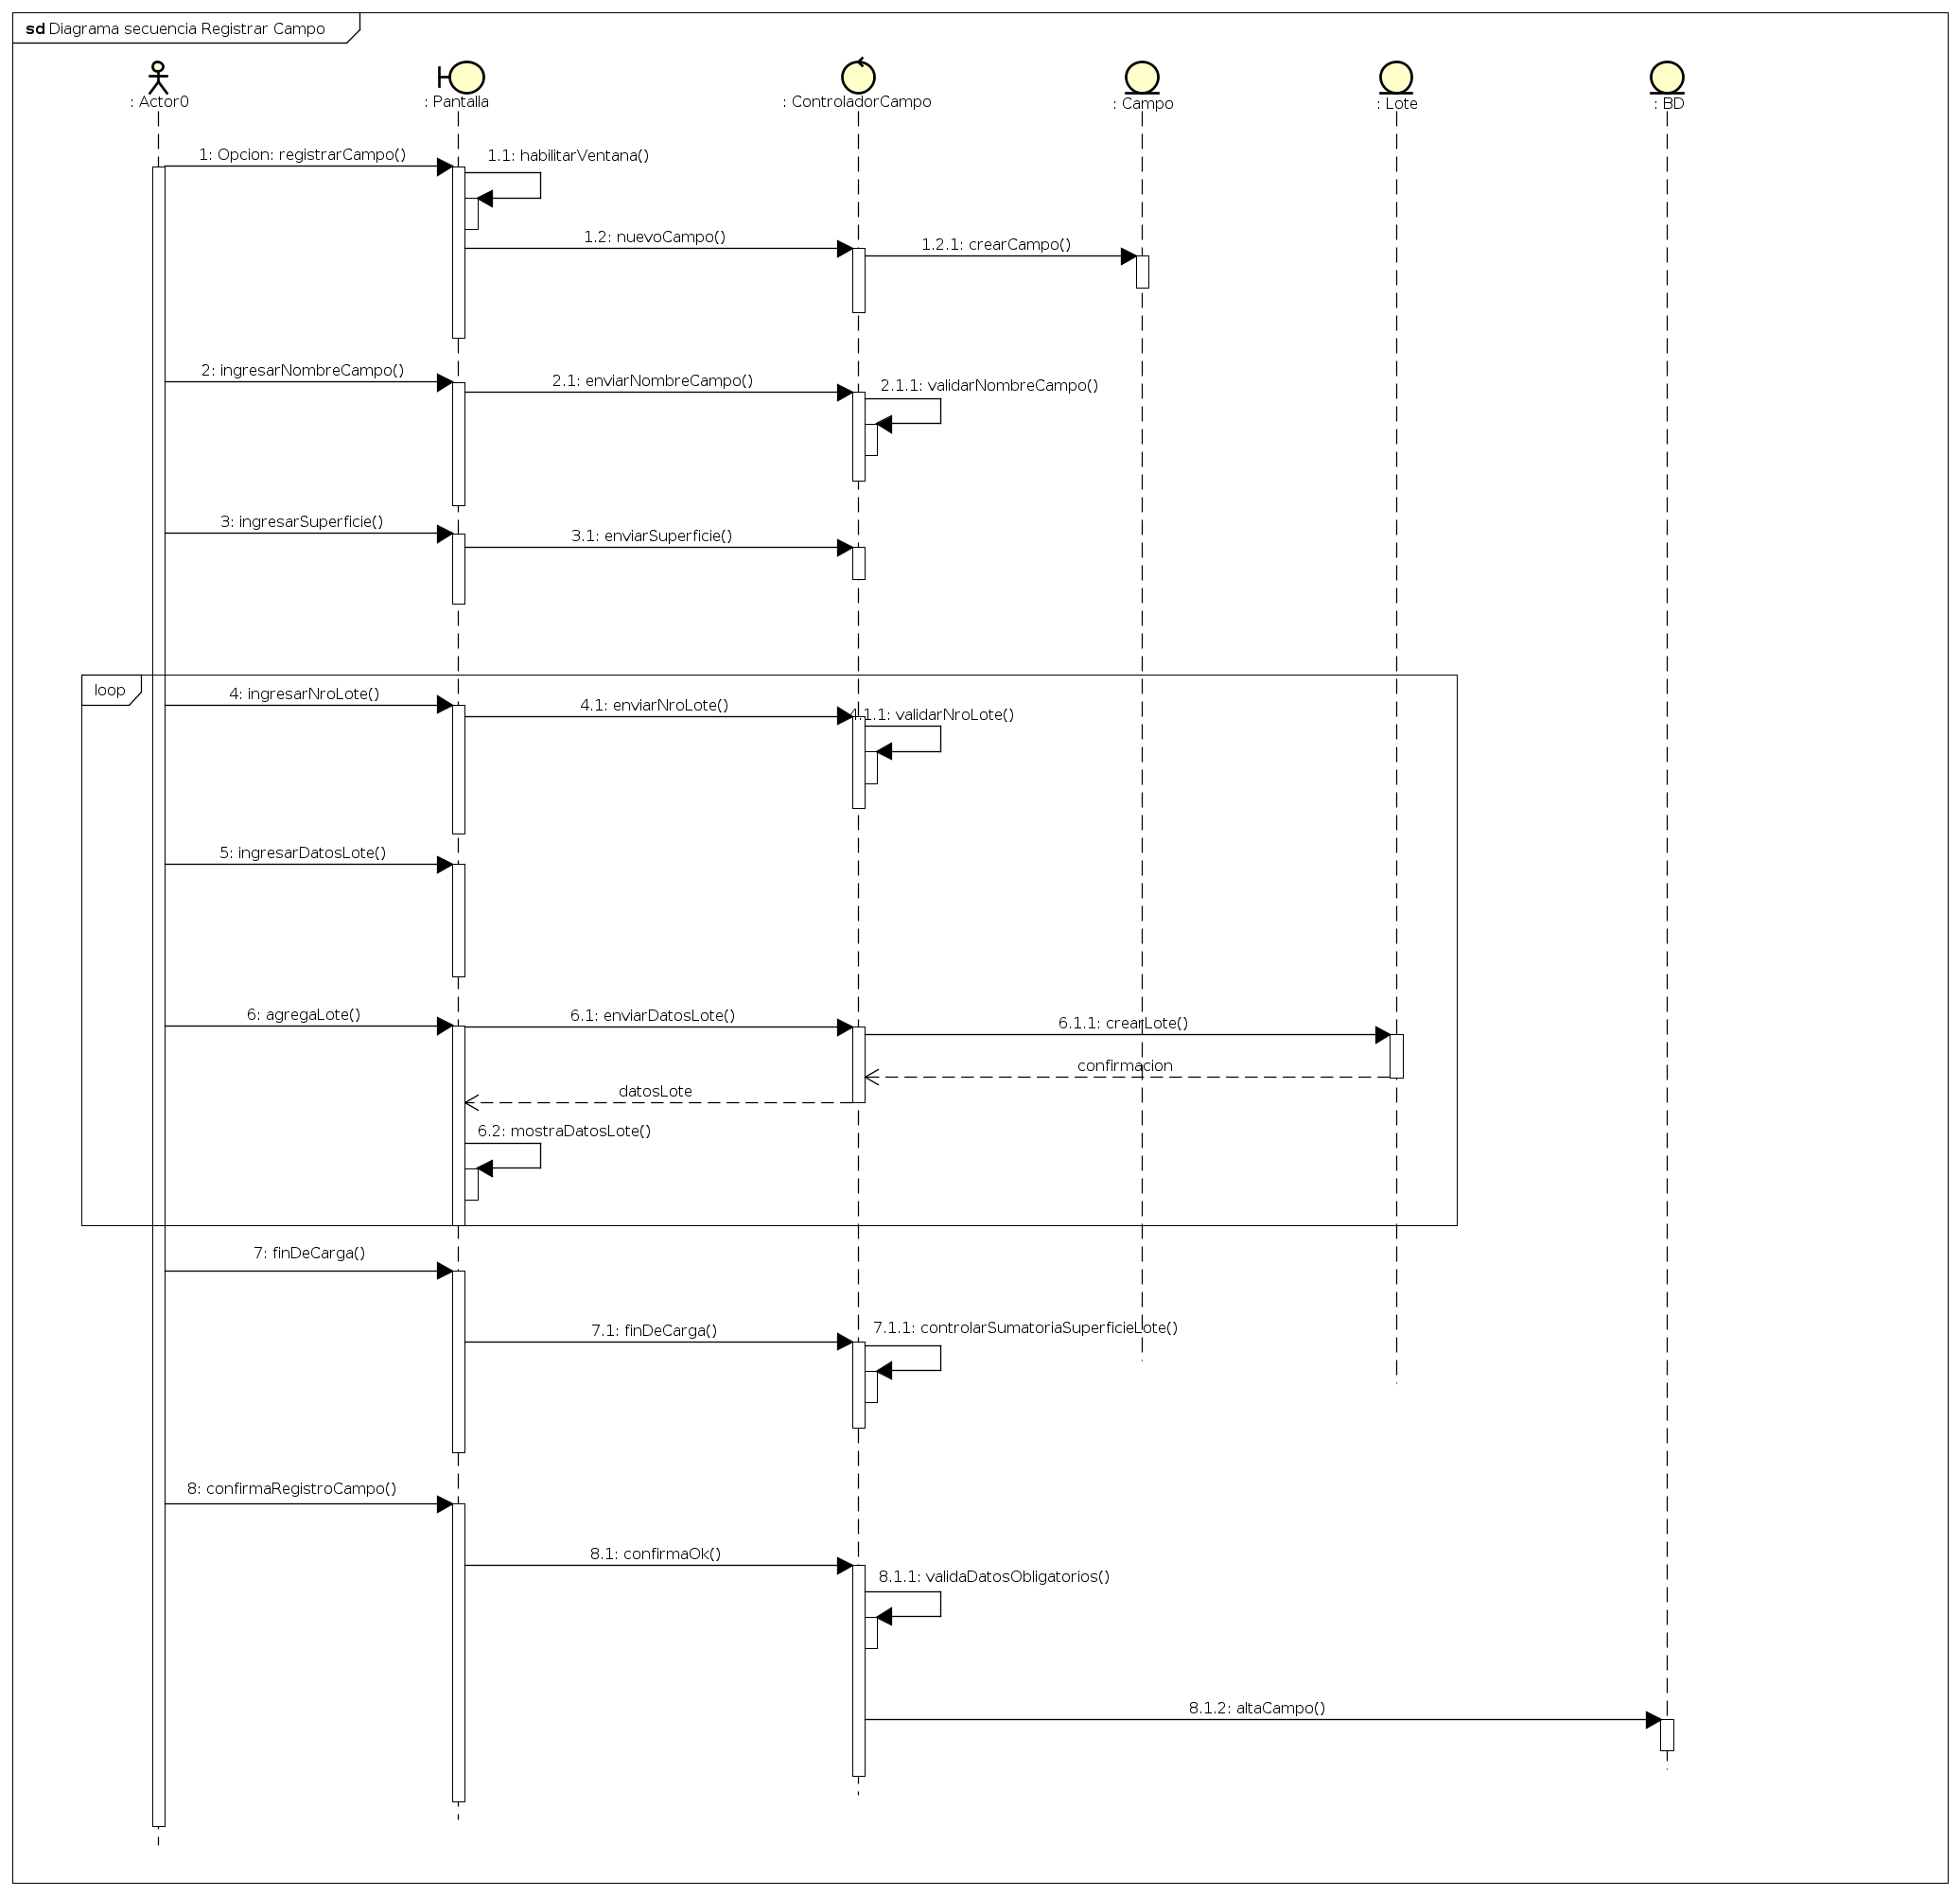 sd Diagrama secuencia Registrar Campo
: Actor0
: Pantalla
: ControladorCampo
: Campo
: Lote
: BD
1: Opcion: registrarCampo()
1.1: habilitarVentana()
1.2: nuevoCampo()
1.2.1: crearCampo()
2: ingresarNombreCampo()
2.1: enviarNombreCampo()
2.1.1: validarNombreCampo()
3: ingresarSuperficie()
3.1: enviarSuperficie()
loop
4: ingresarNroLote()
4.1: enviarNroLote()
4.1.1: validarNroLote()
5: ingresarDatosLote()
6: agregaLote()
6.1: enviarDatosLote()
6.1.1: crearLote()
confirmacion
datosLote
6.2: mostraDatosLote()
7: finDeCarga()
7.1: finDeCarga()
7.1.1: controlarSumatoriaSuperficieLote()
8: confirmaRegistroCampo()
8.1: confirmaOk()
8.1.1: validaDatosObligatorios()
8.1.2: altaCampo()